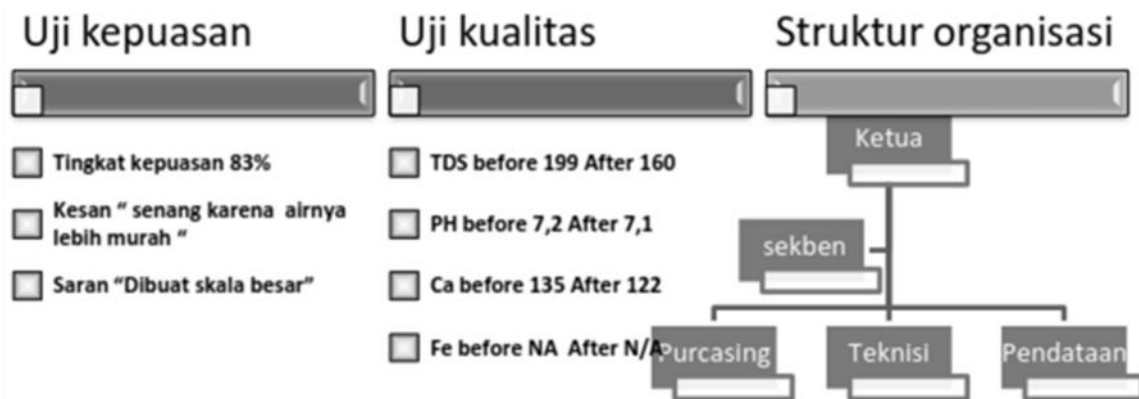 Uji kepuasan
Tingkat kepuasan 83%
Kesan “ senang karena airnya
lebih murah “
Saran “Dibuat skala besar”
Uji kualitas
TDS before 199 After 160
PH before 7,2 After 7,1
Ca before 135 After 122
Fe before NA After N/A
Struktur organisasi
Ketua
sekben
Purcasing
Teknisi
Pendataan